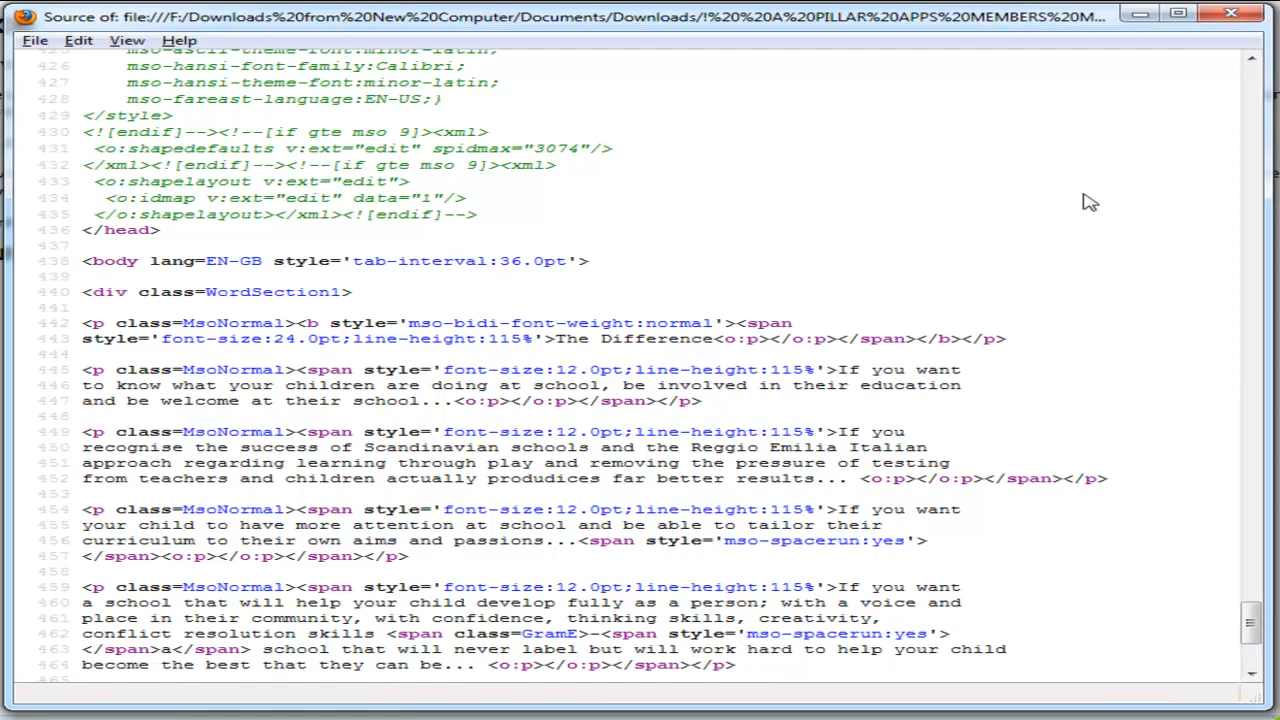 Source of: file:///F:/Downloads%20from%20New%20Computer/Documents/Downloads/!%20%20A%20PILLAR%20APPS%20MEMBERS%20M...
File Edit View Help
425 mso-ascii-theme-font:minor-latin;
426 mso-hansi-font-family:Calibri;
427 mso-hansi-theme-font:minor-latin;
428 mso-fareast-language:EN-US;}
429 </style>
430 <![endif]--><!--[if gte mso 9]><xml>
431 <o:shapedefaults v:ext="edit" spidmax="3074"/>
432 </xml><![endif]--><!--[if gte mso 9]><xml>
433 <o:shapelayout v:ext="edit">
434 <o:idmap v:ext="edit" data="1"/>
435 </o:shapelayout></xml><![endif]-->
436 </head>
437
438 <body lang=EN-GB style='tab-interval:36.0pt'>
439
440 <div class=WordSection1>
441
442 <p class=MsoNormal><b style='mso-bidi-font-weight:normal'><span
443 style='font-size:24.0pt;line-height:115%'>The Difference<o:p></o:p></span></b></p>
444
445 <p class=MsoNormal><span style='font-size:12.0pt;line-height:115%'>If you want
446 to know what your children are doing at school, be involved in their education
447 and be welcome at their school...<o:p></o:p></span></p>
448
449 <p class=MsoNormal><span style='font-size:12.0pt;line-height:115%'>If you
450 recognise the success of Scandinavian schools and the Reggio Emilia Italian
451 approach regarding learning through play and removing the pressure of testing
452 from teachers and children actually produdices far better results... <o:p></o:p></span></p>
453
454 <p class=MsoNormal><span style='font-size:12.0pt;line-height:115%'>If you want
455 your child to have more attention at school and be able to tailor their
456 curriculum to their own aims and passions...<span style='mso-spacerun:yes'>
457 </span><o:p></o:p></span></p>
458
459 <p class=MsoNormal><span style='font-size:12.0pt;line-height:115%'>If you want
460 a school that will help your child develop fully as a person; with a voice and
461 place in their community, with confidence, thinking skills, creativity,
462 conflict resolution skills <span class=GramE>-<span style='mso-spacerun:yes'>
463 </span>a</span> school that will never label but will work hard to help your child
464 become the best that they can be... <o:p></o:p></span></p>
465